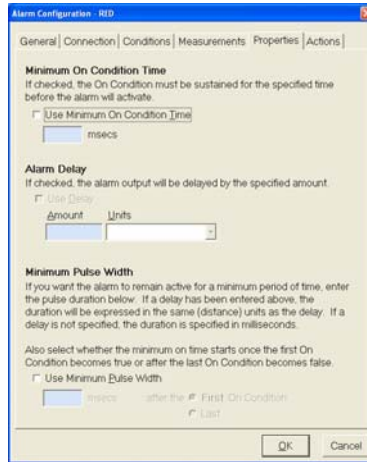 Alarm Configuration - RED
General Connection Conditions Measurements Properties Actions
Minimum On Condition Time
If checked, the On Condition must be sustained for the specified time
before the alarm will activate.
Use Minimum On Condition Time
msecs
Alarm Delay
If checked, the alarm output will be delayed by the specified amount.
Use Delay
Amount Units
Minimum Pulse Width
If you want the alarm to remain active for a minimum period of time, enter
the pulse duration below. If a delay has been entered above, the
duration will be expressed in the same (distance) units as the delay. If a
delay is not specified, the duration is specified in milliseconds.
Also select whether the minimum on time starts once the first On
Condition becomes true or after the last On Condition becomes false.
Use Minimum Pulse Width
msecs after the First On Condition
Last
OK Cancel